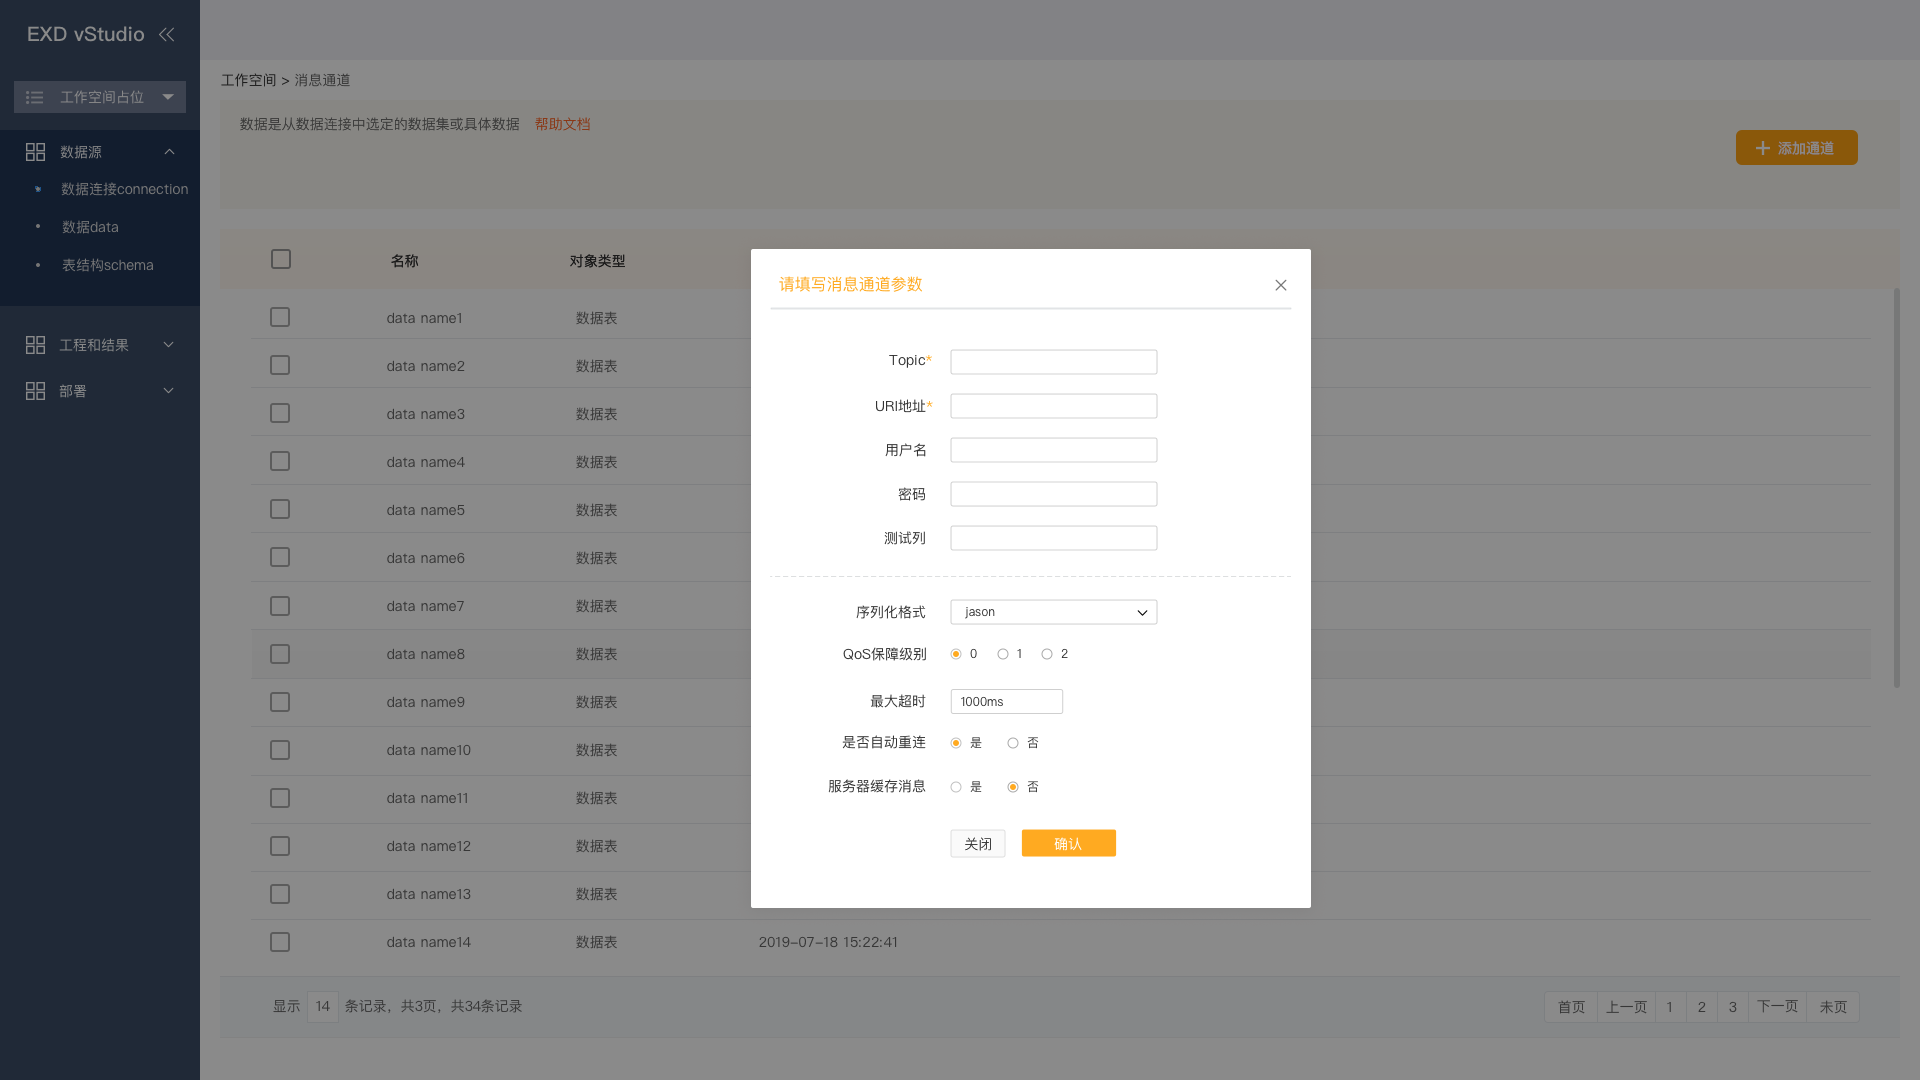 EXD vStudio
工作空间占位
数据源
数据连接connection
数据data
表结构schema
工程和结果
部署
工作空间 > 消息通道
数据是从数据连接中选定的数据集或具体数据 帮助文档
添加通道
名称 对象类型
data name1 数据表
data name2 数据表
data name3 数据表
data name4 数据表
data name5 数据表
data name6 数据表
data name7 数据表
data name8 数据表
data name9 数据表
data name10 数据表
data name11 数据表
data name12 数据表
data name13 数据表
data name14 数据表 2019-07-18 15:22:41
显示 14 条记录，共3页，共34条记录
首页 上一页 1 2 3 下一页 末页
请填写消息通道参数
Topic*
URI地址*
用户名
密码
测试列
序列化格式 jason
QoS保障级别 0 1 2
最大超时 1000ms
是否自动重连 是 否
服务器缓存消息 是 否
关闭 确认